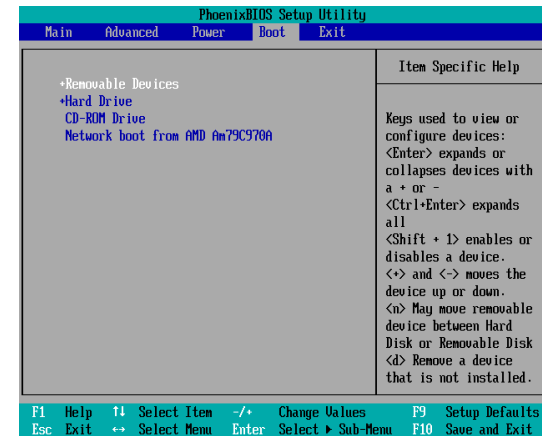 PhoenixBIOS Setup Utility
Main Advanced Power Boot Exit
+Removable Devices
+Hard Drive
CD-ROM Drive
Network boot from AMD Am79C970A
Item Specific Help
Keys used to view or
configure devices:
<Enter> expands or
collapses devices with
a + or -
<Ctrl+Enter> expands
all
<Shift + 1> enables or
disables a device.
<+> and <-> moves the
device up or down.
<n> May move removable
device between Hard
Disk or Removable Disk
<d> Remove a device
that is not installed.
F1 Help ↑↓ Select Item -/+ Change Values F9 Setup Defaults
Esc Exit ↔ Select Menu Enter Select ▶ Sub-Menu F10 Save and Exit